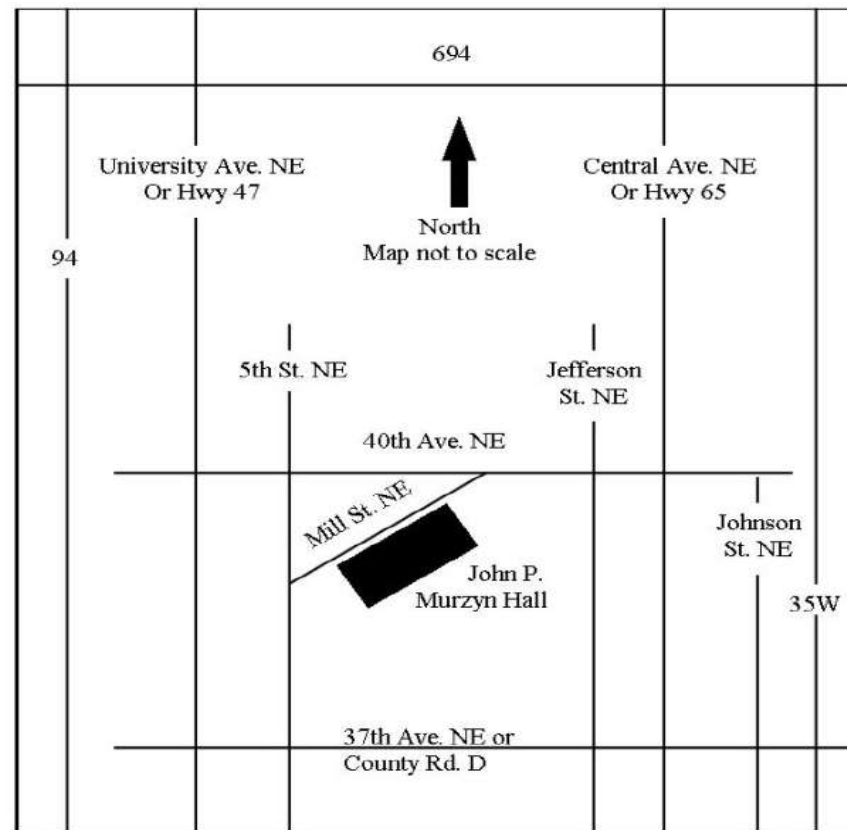 694
University Ave. NE
Or Hwy 47
Central Ave. NE
Or Hwy 65
North
Map not to scale
94
5th St. NE
Jefferson
St. NE
40th Ave. NE
Mill St. NE
Johnson
St. NE
John P.
Murzyn Hall
35W
37th Ave. NE or
County Rd. D